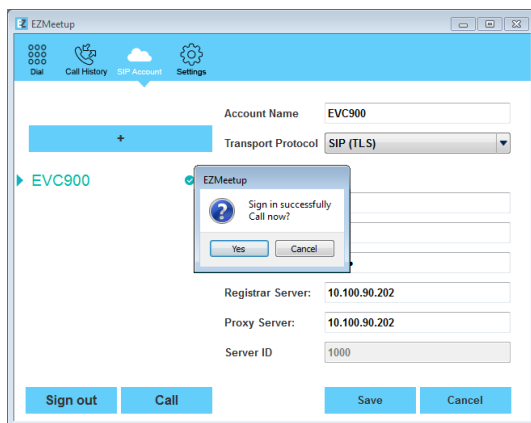 EZMeetup
Dial
Call History
SIP Account
Settings
Account Name
EVC900
+
Transport Protocol
SIP (TLS)
EVC900
EZMeetup
Sign in successfully
Call now?
Yes
Cancel
Registrar Server:
10.100.90.202
Proxy Server:
10.100.90.202
Server ID
1000
Sign out
Call
Save
Cancel